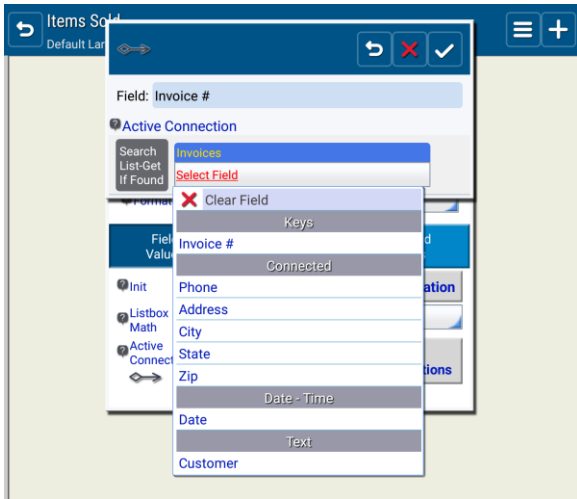 Items So
Default Lan
Field: Invoice #
Active Connection
Search
List-Get
If Found
Invoices
Select Field
Clear Field
Keys
Invoice #
Connected
Phone
Address
City
State
Zip
Date - Time
Date
Text
Customer
Format
Fiel
Valu
d
Init
ation
Listbox
Math
Active
Connect
tions